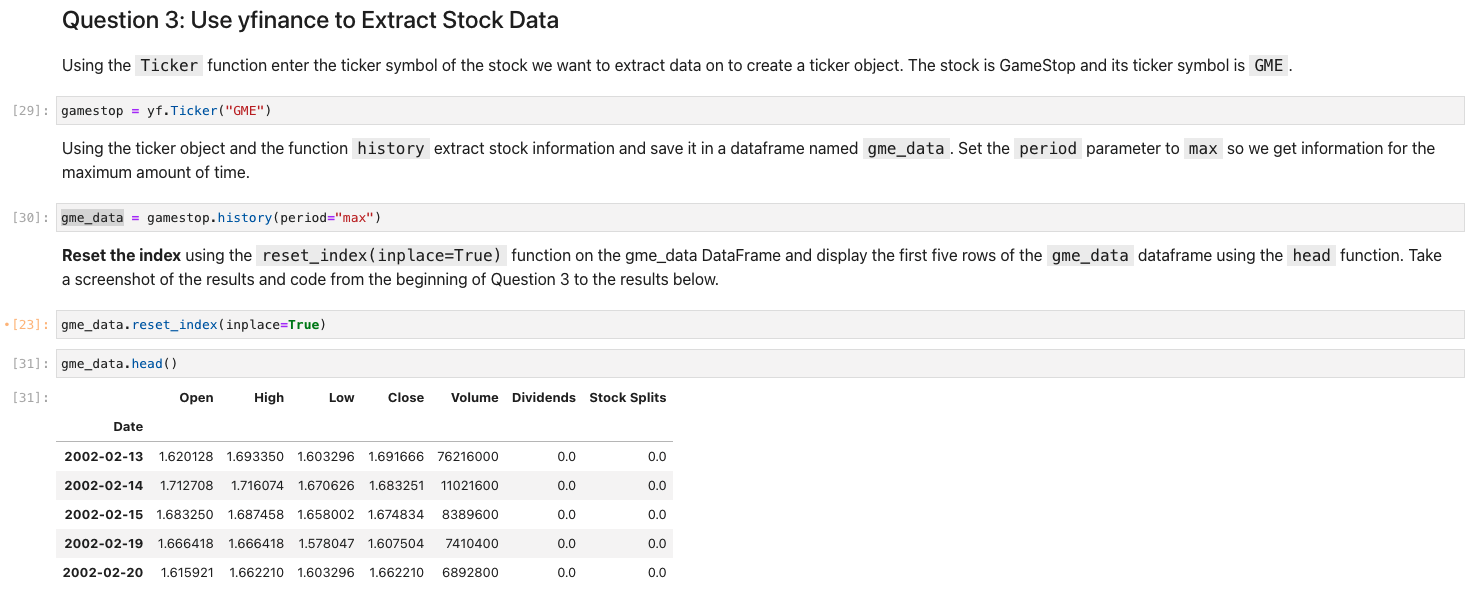 Question 3: Use yfinance to Extract Stock Data
Using the Ticker function enter the ticker symbol of the stock we want to extract data on to create a ticker object. The stock is GameStop and its ticker symbol is GME .
[29]: gamestop = yf.Ticker("GME")
Using the ticker object and the function history extract stock information and save it in a dataframe named gme_data . Set the period parameter to max so we get information for the
maximum amount of time.
[30]: gme_data = gamestop.history(period="max")
Reset the index using the reset_index(inplace=True) function on the gme_data DataFrame and display the first five rows of the gme_data dataframe using the head function. Take
a screenshot of the results and code from the beginning of Question 3 to the results below.
•[23]: gme_data.reset_index(inplace=True)
[31]: gme_data.head()
[31]: Open High Low Close Volume Dividends Stock Splits
Date
2002-02-13 1.620128 1.693350 1.603296 1.691666 76216000 0.0 0.0
2002-02-14 1.712708 1.716074 1.670626 1.683251 11021600 0.0 0.0
2002-02-15 1.683250 1.687458 1.658002 1.674834 8389600 0.0 0.0
2002-02-19 1.666418 1.666418 1.578047 1.607504 7410400 0.0 0.0
2002-02-20 1.615921 1.662210 1.603296 1.662210 6892800 0.0 0.0